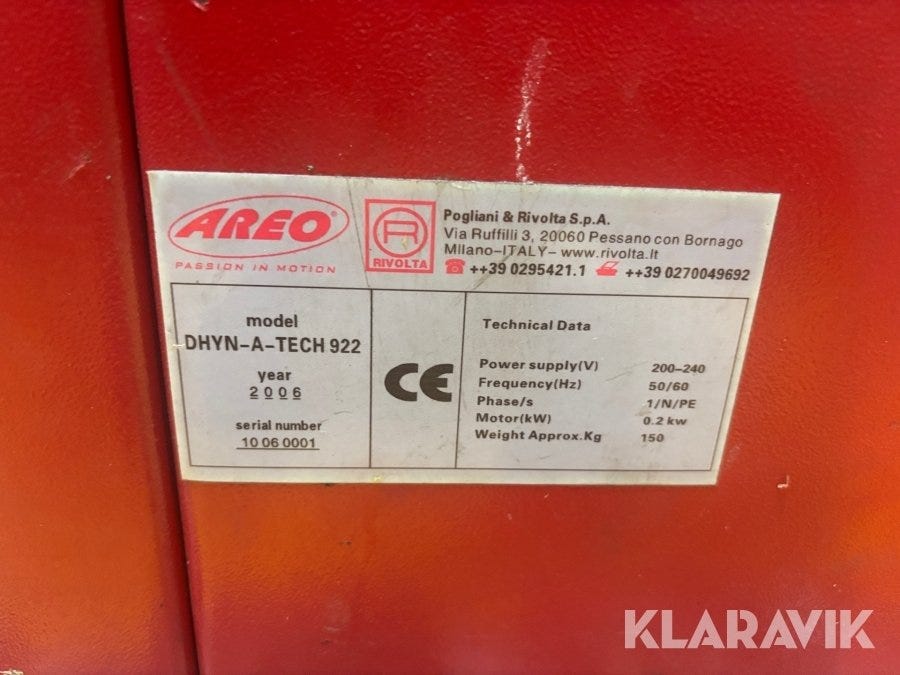 AREO
PASSION IN MOTION
R
RIVOLTA
Pogliani & Rivolta S.p.A.
Via Ruffilli 3, 20060 Pessano con Bornago
MIlano-ITALY- www.rivolta.It
++39 0295421.1 ++39 0270049692
model
DHYN-A-TECH 922
year
2006
serial number
10 06 0001
CE
Technical Data
Power supply(V) 200-240
Frequency(Hz) 50/60
Phase/s 1/N/PE
Motor(kW) 0.2 kw
Weight Approx.Kg 150
KLARAVIK